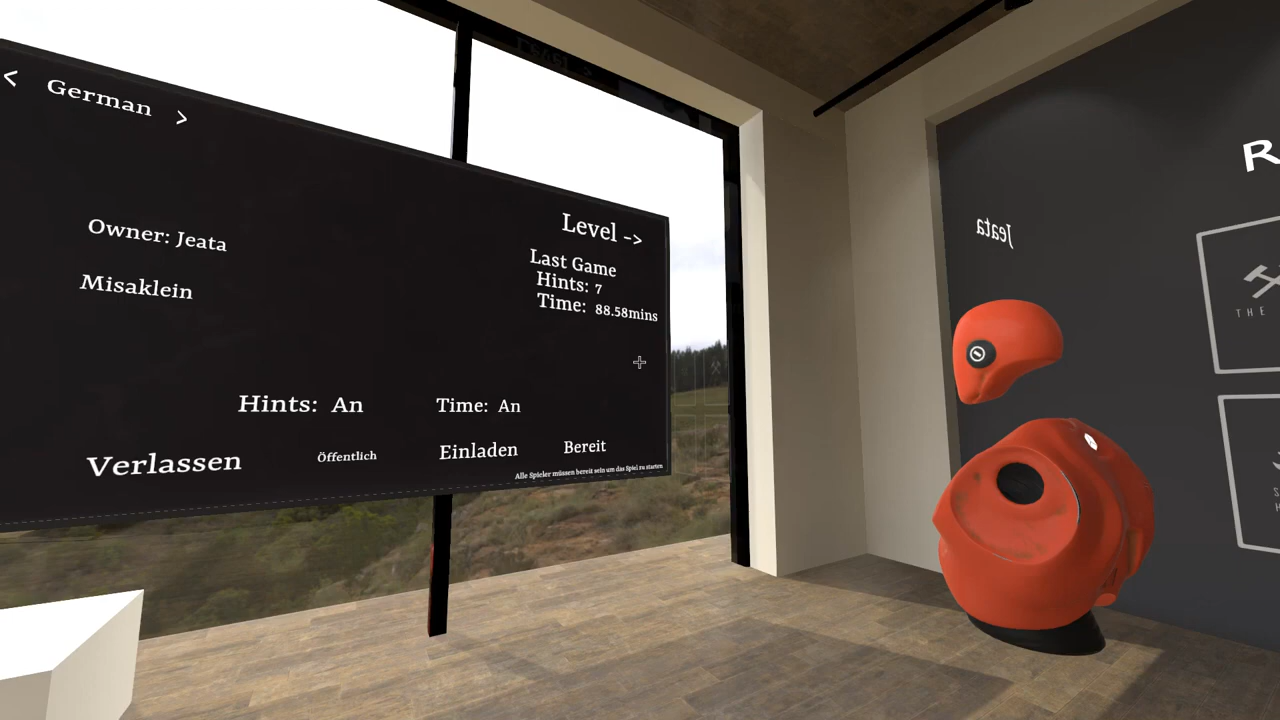 < German >
Owner: Jeata
Misaklein
Level ->
Last Game
Hints: 7
Time: 88.58mins
Hints: An
Time: An
Verlassen
Öffentlich
Einladen
Bereit
Alle Spieler müssen bereit sein um das Spiel zu starten
Jeata
R
THE